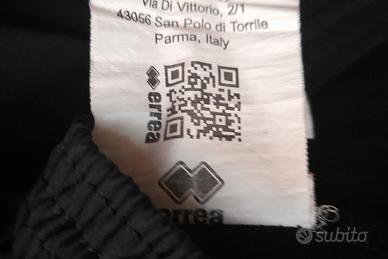 Via Di Vittorio, 2/1
43056 San Polo di Torrile
Parma, Italy
errea
errea
subito